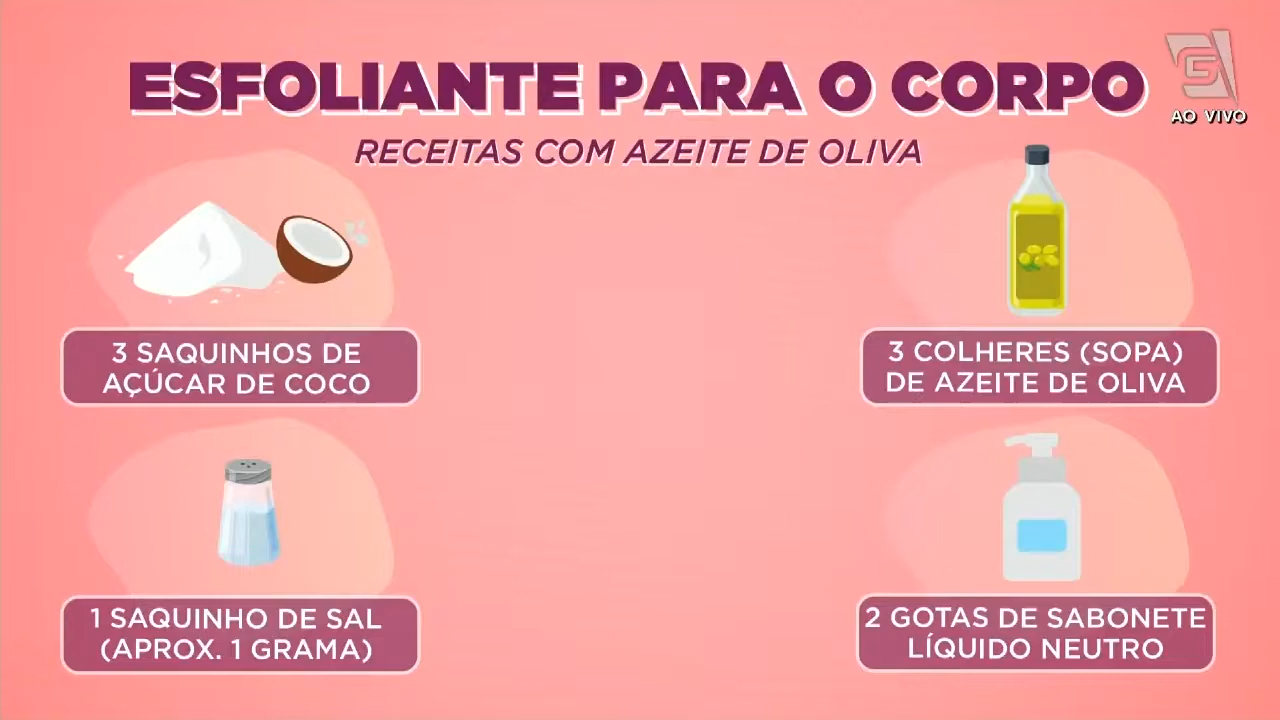 ESFOLIANTE PARA O CORPO
RECEITAS COM AZEITE DE OLIVA
G
AO VIVO
3 SAQUINHOS DE
AÇÚCAR DE COCO
3 COLHERES (SOPA)
DE AZEITE DE OLIVA
1 SAQUINHO DE SAL
(APROX. 1 GRAMA)
2 GOTAS DE SABONETE
LÍQUIDO NEUTRO